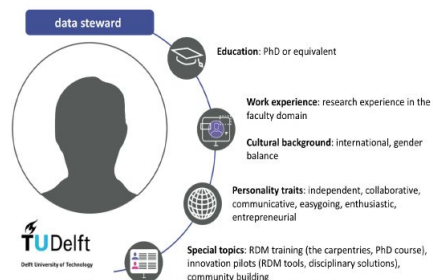 data steward
Education: PhD or equivalent
Work experience: research experience in the
faculty domain
Cultural background: international, gender
balance
Personality traits: independent, collaborative,
communicative, easygoing, enthusiastic,
entrepreneurial
Special topics: RDM training (the carpentries, PhD course),
innovation pilots (RDM tools, disciplinary solutions),
community building
TUDelft
Delft University of Technology